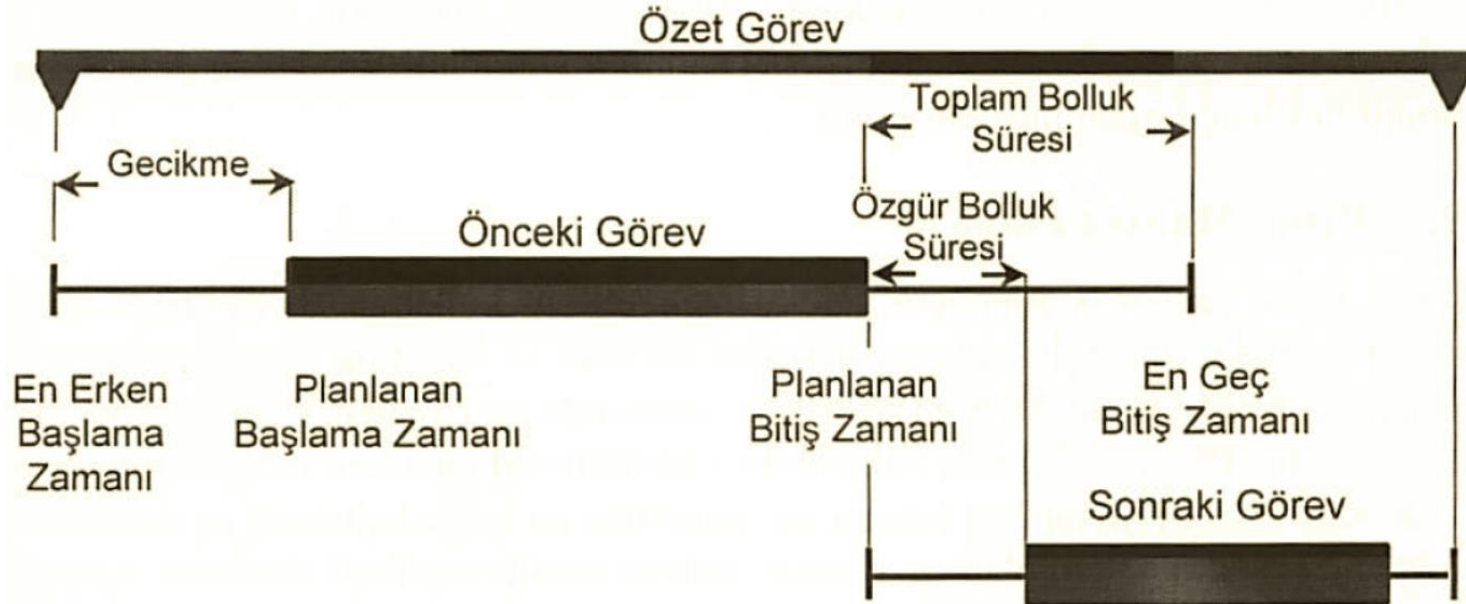 Özet Görev
Toplam Bolluk
Süresi
Gecikme
Özgür Bolluk
Süresi
Önceki Görev
En Erken
Başlama
Zamanı
Planlanan
Başlama Zamanı
Planlanan
Bitiş Zamanı
En Geç
Bitiş Zamanı
Sonraki Görev